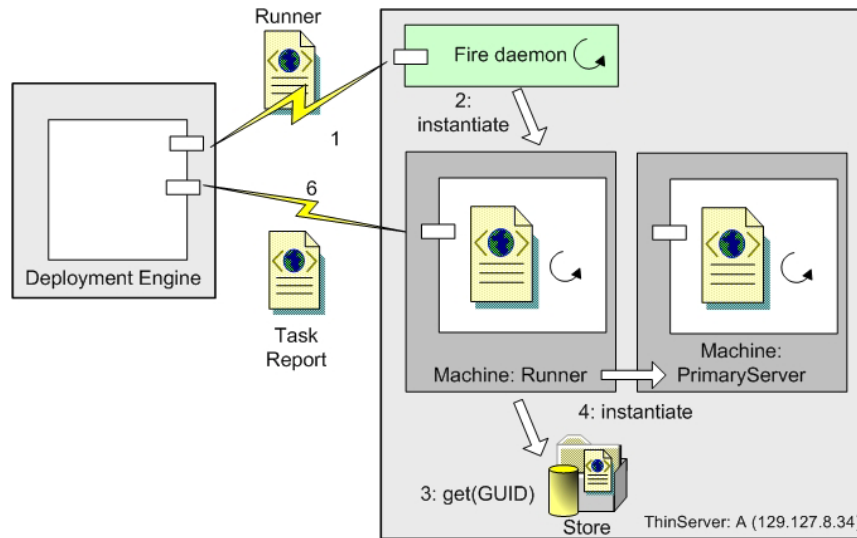 Runner
Fire daemon
2:
instantiate
1
6
Deployment Engine
Task
Report
Machine: Runner
Machine:
PrimaryServer
4: instantiate
3: get(GUID)
Store
ThinServer: A (129.127.8.34)